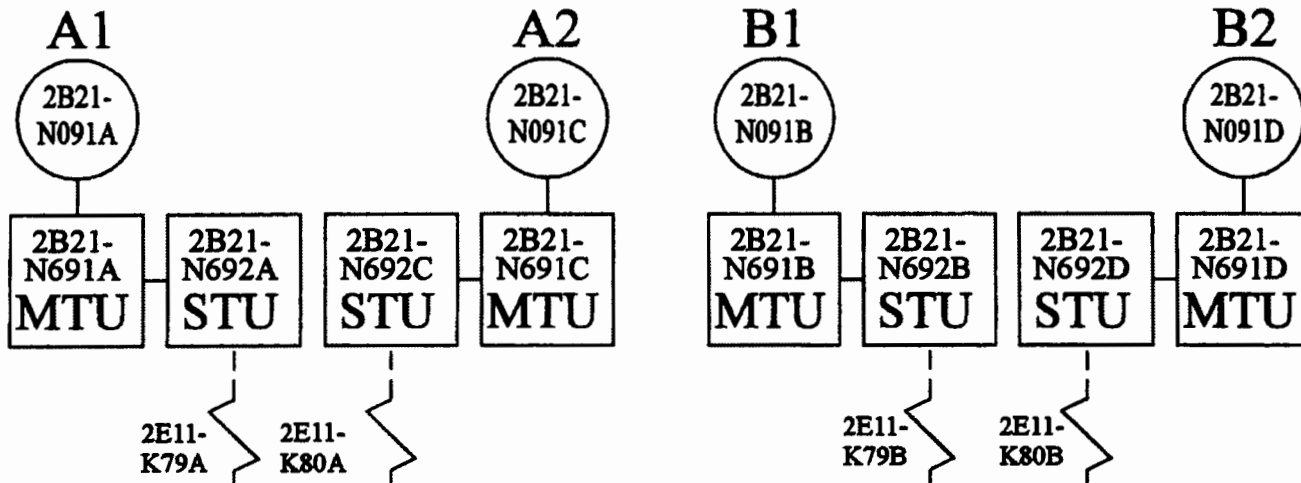 A1
A2
B1
B2
2B21-
N091A
2B21-
N091C
2B21-
N091B
2B21-
N091D
2B21-
N691A
MTU
2B21-
N692A
STU
2B21-
N692C
STU
2B21-
N691C
MTU
2B21-
N691B
MTU
2B21-
N692B
STU
2B21-
N692D
STU
2B21-
N691D
MTU
2E11-
K79A
2E11-
K80A
2E11-
K79B
2E11-
K80B